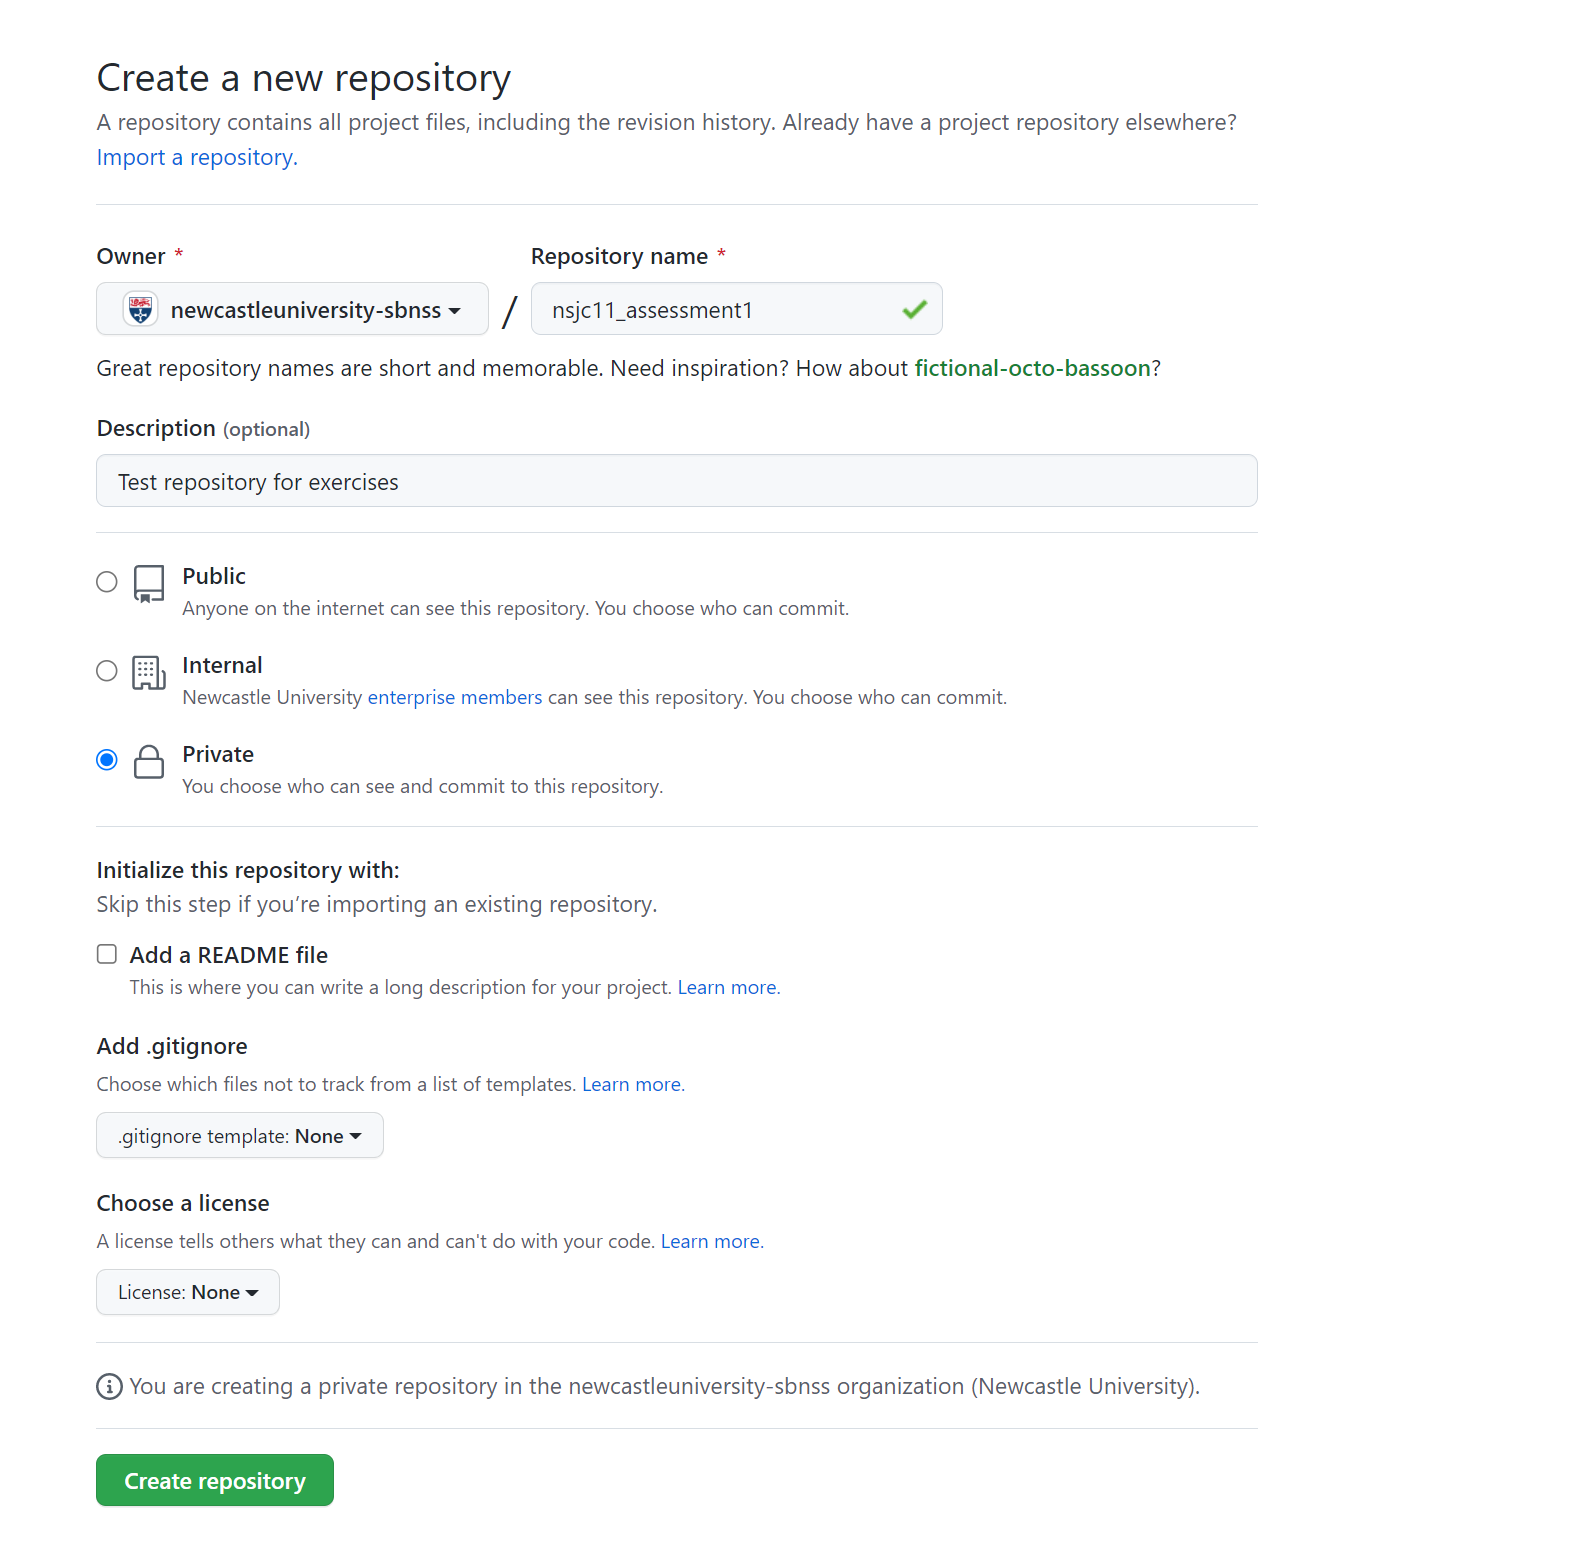 Create a new repository
A repository contains all project files, including the revision history. Already have a project repository elsewhere?
Import a repository.
Owner * Repository name *
newcastleuniversity-sbnss / nsjc11_assessment1
Great repository names are short and memorable. Need inspiration? How about fictional-octo-bassoon?
Description (optional)
Test repository for exercises
Public
Anyone on the internet can see this repository. You choose who can commit.
Internal
Newcastle University enterprise members can see this repository. You choose who can commit.
Private
You choose who can see and commit to this repository.
Initialize this repository with:
Skip this step if you’re importing an existing repository.
Add a README file
This is where you can write a long description for your project. Learn more.
Add .gitignore
Choose which files not to track from a list of templates. Learn more.
.gitignore template: None
Choose a license
A license tells others what they can and can't do with your code. Learn more.
License: None
You are creating a private repository in the newcastleuniversity-sbnss organization (Newcastle University).
Create repository